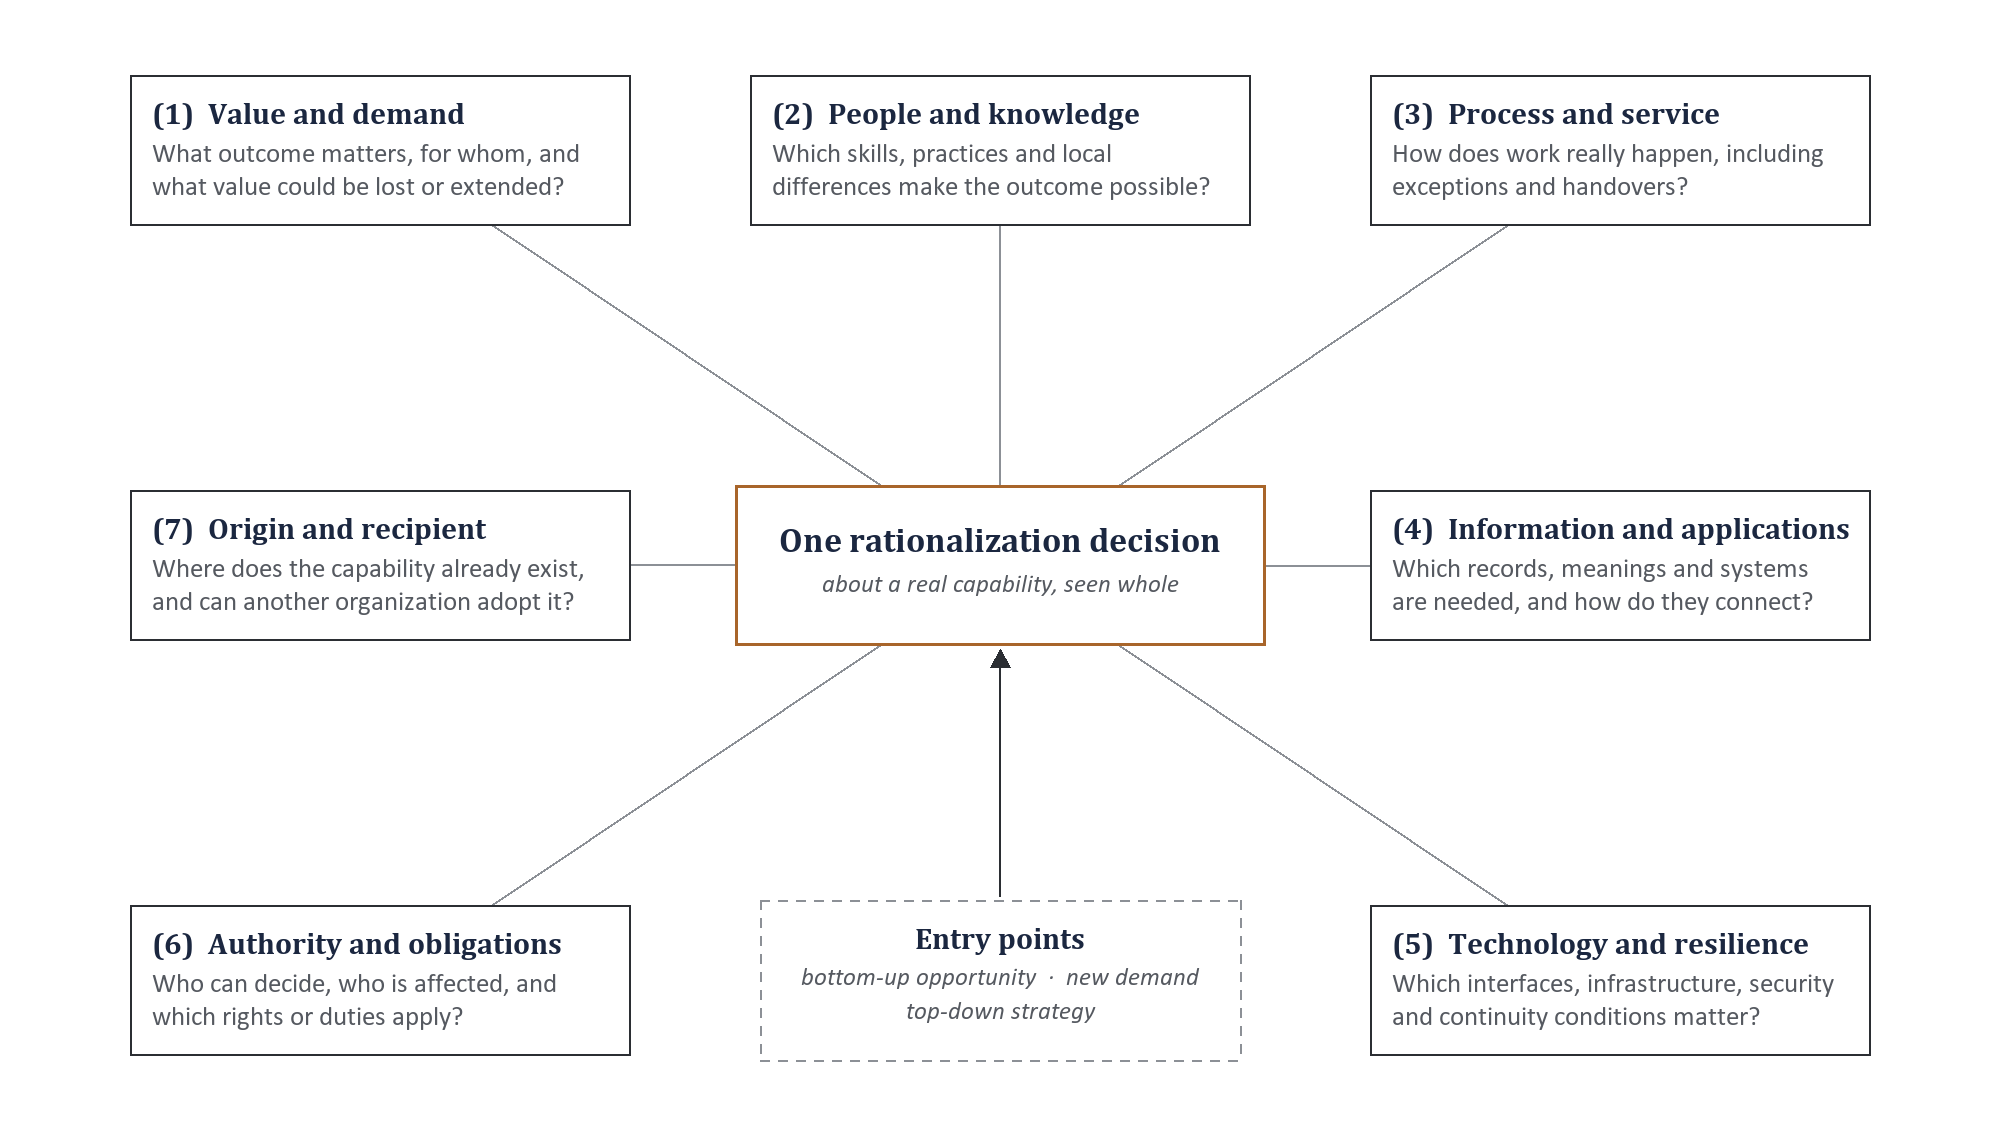 (1) Value and demand
What outcome matters, for whom, and
what value could be lost or extended?
(2) People and knowledge
Which skills, practices and local
differences make the outcome possible?
(3) Process and service
How does work really happen, including
exceptions and handovers?
(7) Origin and recipient
Where does the capability already exist,
and can another organization adopt it?
One rationalization decision
about a real capability, seen whole
(4) Information and applications
Which records, meanings and systems
are needed, and how do they connect?
(6) Authority and obligations
Who can decide, who is affected, and
which rights or duties apply?
Entry points
bottom-up opportunity · new demand
top-down strategy
(5) Technology and resilience
Which interfaces, infrastructure, security
and continuity conditions matter?